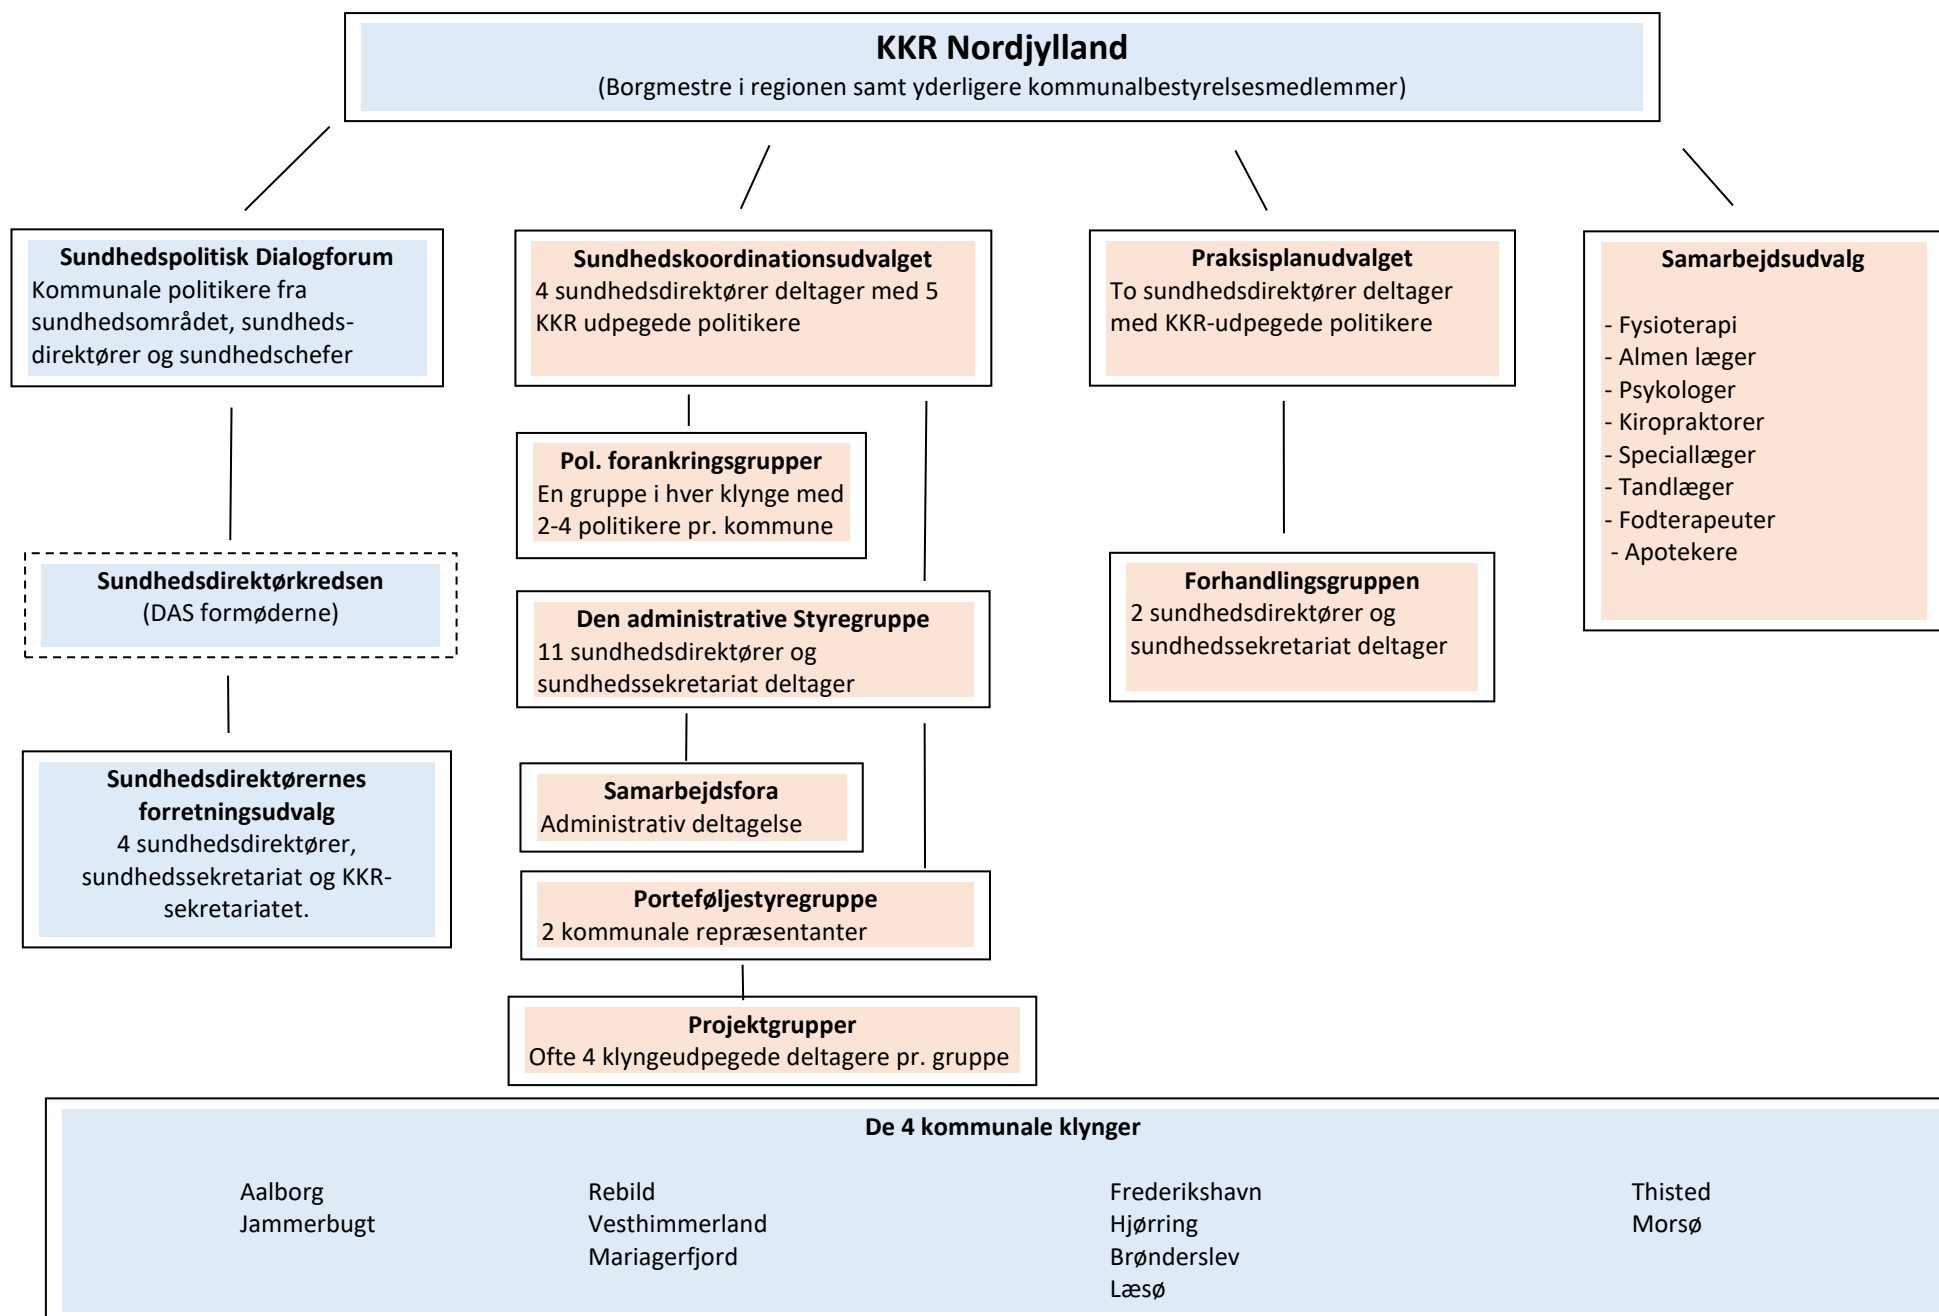 KKR Nordjylland
(Borgmestre i regionen samt yderligere kommunalbestyrelsesmedlemmer)
Sundhedspolitisk Dialogforum
Kommunale politikere fra
sundhedsområdet, sundheds-
direktører og sundhedschefer
Sundhedskoordinationsudvalget
4 sundhedsdirektører deltager med 5
KKR udpegede politikere
Praksisplanudvalget
To sundhedsdirektører deltager
med KKR-udpegede politikere
Samarbejdsudvalg
- Fysioterapi
- Almen læger
- Psykologer
- Kiropraktorer
- Speciallæger
- Tandlæger
- Fodterapeuter
- Apotekere
Pol. forankringsgrupper
En gruppe i hver klynge med
2-4 politikere pr. kommune
Sundhedsdirektørkredsen
(DAS formøderne)
Den administrative Styregruppe
11 sundhedsdirektører og
sundhedssekretariat deltager
Forhandlingsgruppen
2 sundhedsdirektører og
sundhedssekretariat deltager
Sundhedsdirektørernes
forretningsudvalg
4 sundhedsdirektører,
sundhedssekretariat og KKR-
sekretariatet.
Samarbejdsfora
Administrativ deltagelse
Porteføljestyregruppe
2 kommunale repræsentanter
Projektgrupper
Ofte 4 klyngeudpegede deltagere pr. gruppe
De 4 kommunale klynger
Aalborg
Jammerbugt
Rebild
Vesthimmerland
Mariagerfjord
Frederikshavn
Hjørring
Brønderslev
Læsø
Thisted
Morsø